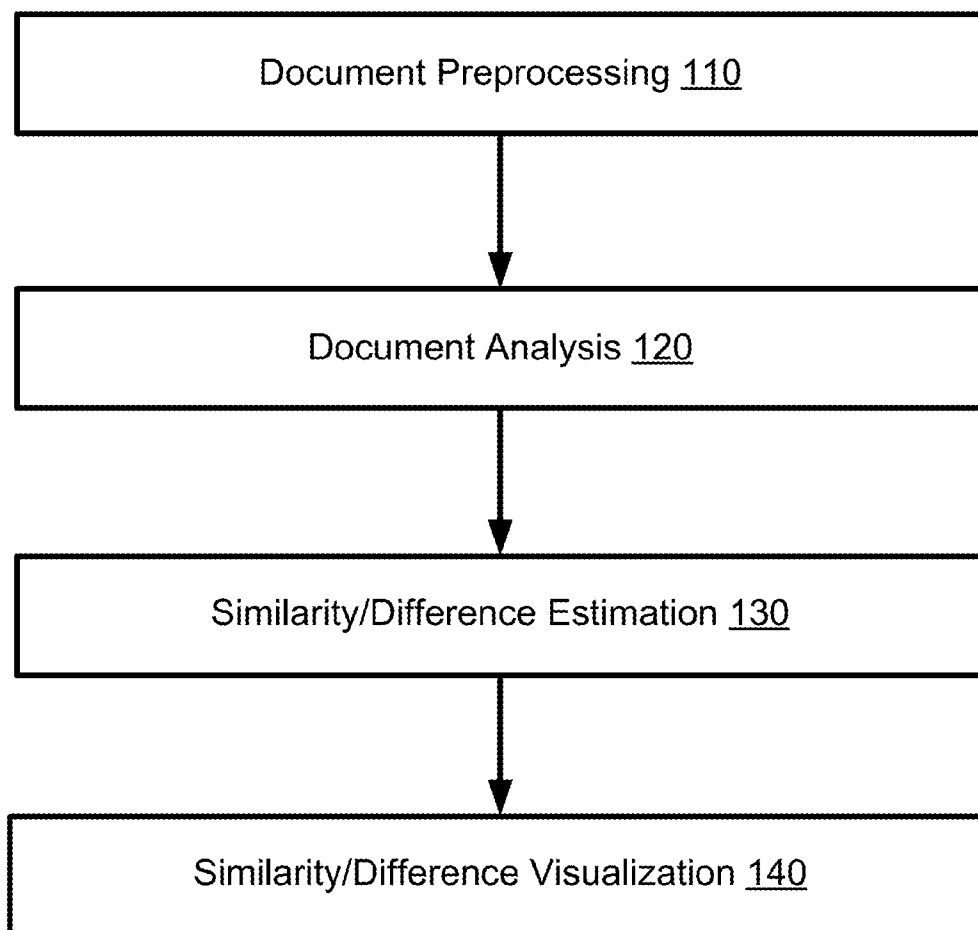 Document Preprocessing 110
Document Analysis 120
Similarity/Difference Estimation 130
Similarity/Difference Visualization 140